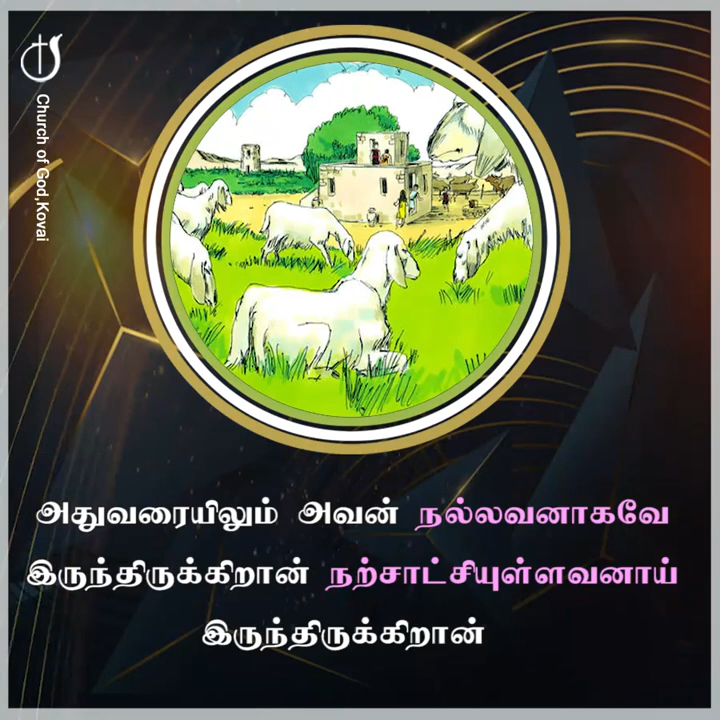 Church of God,Kovai
அதுவரையிலும் அவன் நல்லவனாகவே
இருந்திருக்கிறான் நற்சாட்சியுள்ளவனாய்
இருந்திருக்கிறான்